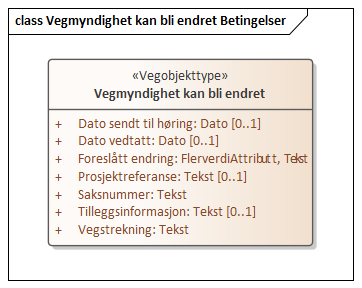 class Vegmyndighet kan bli endret Betingelser
«Vegobjekttype»
Vegmyndighet kan bli endret
+ Dato sendt til høring: Dato [0..1]
+ Dato vedtatt: Dato [0..1]
+ Foreslått endring: FlerverdiAttributt, Tekst
+ Prosjektreferanse: Tekst [0..1]
+ Saksnummer: Tekst
+ Tilleggsinformasjon: Tekst [0..1]
+ Vegstrekning: Tekst